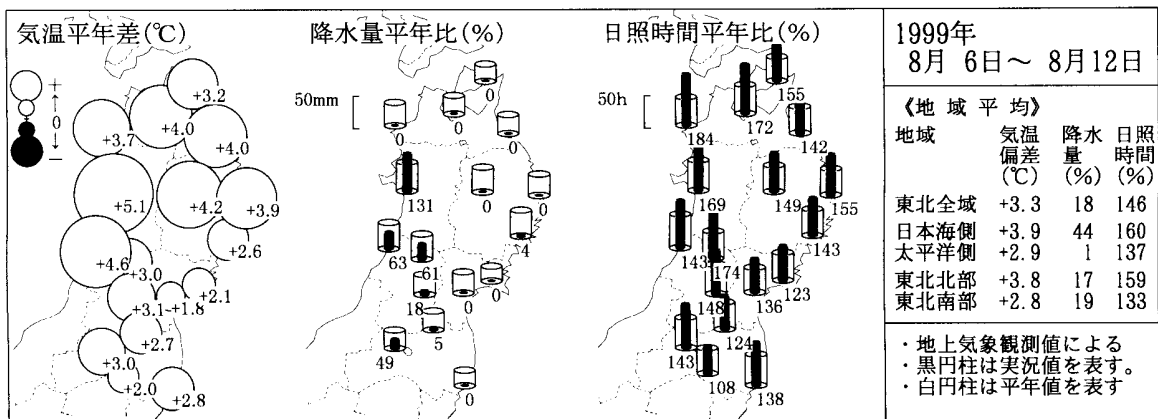 気温平年差(℃)
+
0
−
+3.2
+4.0
+3.7
+4.0
+5.1
+4.2
+3.9
+2.6
+4.6
+3.0
+2.1
+3.1
+1.8
+2.7
+3.0
+2.0
+2.8
降水量平年比(%)
50mm
0
0
0
0
131
0
0
4
63
61
0
0
18
5
49
0
日照時間平年比(%)
50h
155
172
184
142
169
149
155
143
143
174
123
136
148
124
143
108
138
1999年
8月 6日～ 8月12日
《地 域 平 均》
地域 気温 降水 日照
偏差 量 時間
(℃) (%) (%)
東北全域 +3.3 18 146
日本海側 +3.9 44 160
太平洋側 +2.9 1 137
東北北部 +3.8 17 159
東北南部 +2.8 19 133
・地上気象観測値による
・黒円柱は実況値を表す。
・白円柱は平年値を表す